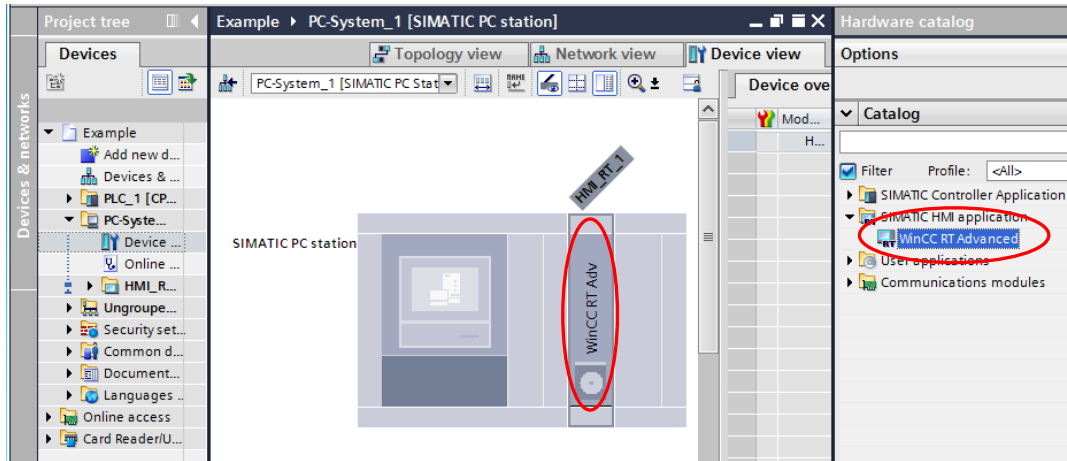 Project tree
Devices
Devices & networks
Example
Add new d...
Devices & ...
PLC_1 [CP...
PC-Syste...
Device ...
Online ...
HMI_R...
Ungroupe...
Security set...
Common d...
Document...
Languages ..
Online access
Card Reader/U...
Example PC-System_1 [SIMATIC PC station]
Topology view
Network view
Device view
PC-System_1 [SIMATIC PC Stat
NAME
Device ove
Mod...
H...
HMI_RT_1
SIMATIC PC station
WinCC RT Adv
Hardware catalog
Options
Catalog
Filter Profile: <All>
SIMATIC Controller Application
SIMATIC HMI application
RT WinCC RT Advanced
User applications
Communications modules